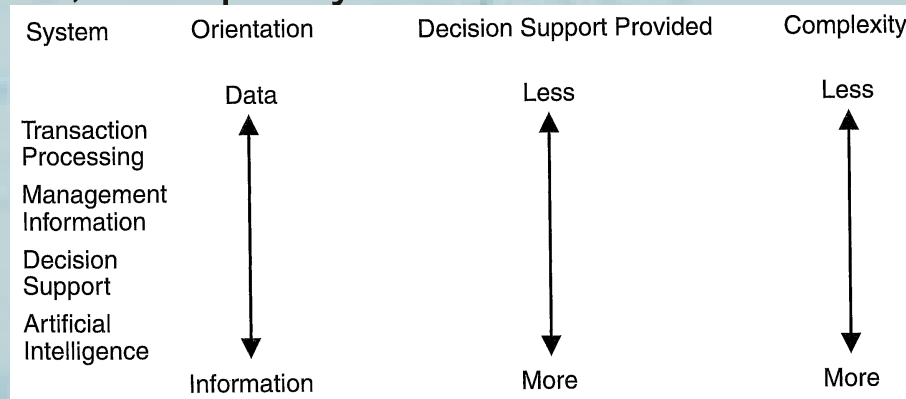 System Orientation Decision Support Provided Complexity
Data Less Less
Transaction
Processing
Management
Information
Decision
Support
Artificial
Intelligence
Information More More